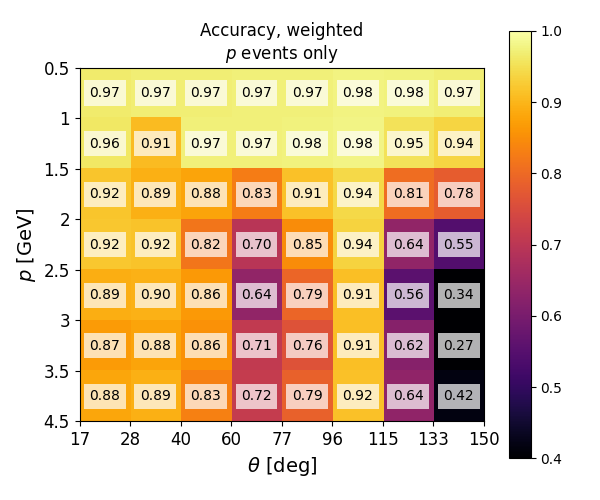 Accuracy, weighted
p events only
0.5
1
1.5
2
2.5
3
3.5
4.5
p [GeV]
0.97 0.97 0.97 0.97 0.97 0.98 0.98 0.97
0.96 0.91 0.97 0.97 0.98 0.98 0.95 0.94
0.92 0.89 0.88 0.83 0.91 0.94 0.81 0.78
0.92 0.92 0.82 0.70 0.85 0.94 0.64 0.55
0.89 0.90 0.86 0.64 0.79 0.91 0.56 0.34
0.87 0.88 0.86 0.71 0.76 0.91 0.62 0.27
0.88 0.89 0.83 0.72 0.79 0.92 0.64 0.42
17 28 40 60 77 96 115 133 150
θ [deg]
1.0
0.9
0.8
0.7
0.6
0.5
0.4